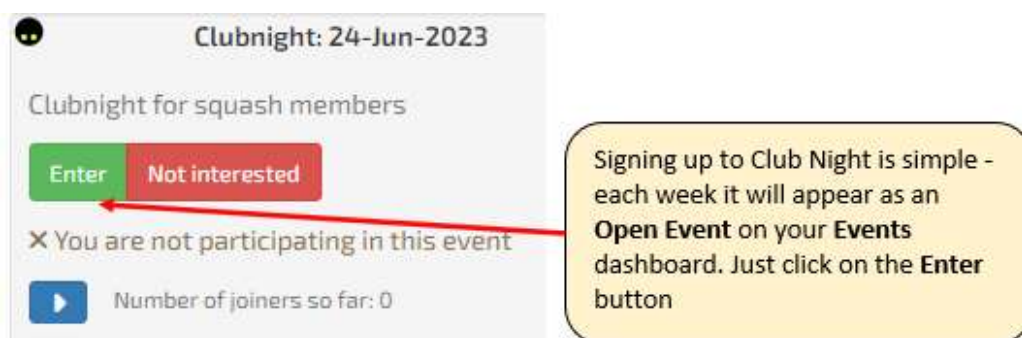 Clubnight: 24-Jun-2023
Clubnight for squash members
Enter Not interested
× You are not participating in this event
Number of joiners so far: 0
Signing up to Club Night is simple -
each week it will appear as an
Open Event on your Events
dashboard. Just click on the Enter
button